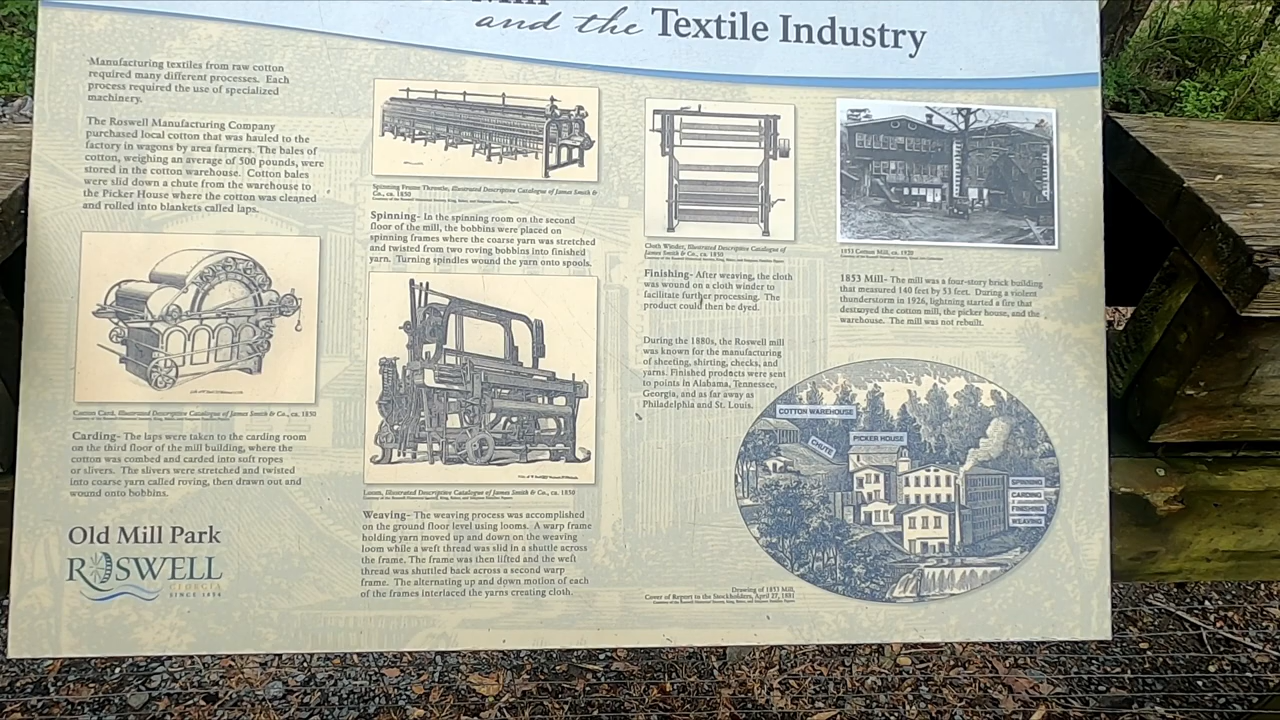 and the Textile Industry
Manufacturing textiles from raw cotton
required many different processes. Each
process required the use of specialized
machinery.
The Roswell Manufacturing Company
purchased local cotton that was hauled to the
factory in wagons by area farmers. The bales of
cotton, weighing an average of 500 pounds, were
stored in the cotton warehouse. Cotton bales
were slid down a chute from the warehouse to
the Picker House where the cotton was cleaned
and rolled into blankets called laps.
Cotton Card, Illustrated Descriptive Catalogue of James Smith & Co., ca. 1850
Carding- The laps were taken to the carding room
on the third floor of the mill building, where the
cotton was combed and carded into soft ropes
or slivers. The slivers were stretched and twisted
into coarse yarn called roving, then drawn out and
wound onto bobbins.
Old Mill Park
ROSWELL
GEORGIA
SINCE 1854
Spinning Frame Throstle, Illustrated Descriptive Catalogue of James Smith &
Co., ca. 1850
Spinning- In the spinning room on the second
floor of the mill, the bobbins were placed on
spinning frames where the coarse yarn was stretched
and twisted from two roving bobbins into finished
yarn. Turning spindles wound the yarn onto spools.
Loom, Illustrated Descriptive Catalogue of James Smith & Co., ca. 1850
Weaving- The weaving process was accomplished
on the ground floor level using looms. A warp frame
holding yarn moved up and down on the weaving
loom while a weft thread was slid in a shuttle across
the frame. The frame was then lifted and the weft
thread was shuttled back across a second warp
frame. The alternating up and down motion of each
of the frames interlaced the yarns creating cloth.
Cloth Winder, Illustrated Descriptive Catalogue of
James Smith & Co., ca. 1850
Finishing- After weaving, the cloth
was wound on a cloth winder to
facilitate further processing. The
product could then be dyed.
During the 1880s, the Roswell mill
was known for the manufacturing
of sheeting, shirting, checks, and
yarns. Finished products were sent
to points in Alabama, Tennessee,
Georgia, and as far away as
Philadelphia and St. Louis.
1853 Cotton Mill, ca. 1920
1853 Mill- The mill was a four-story brick building
that measured 140 feet by 53 feet. During a violent
thunderstorm in 1926, lightning started a fire that
destroyed the cotton mill, the picker house, and the
warehouse. The mill was not rebuilt.
COTTON WAREHOUSE
CHUTE
PICKER HOUSE
SPINNING
CARDING
FINISHING
WEAVING
Drawing of 1853 Mill,
Cover of Report to the Stockholders, April 27, 1881